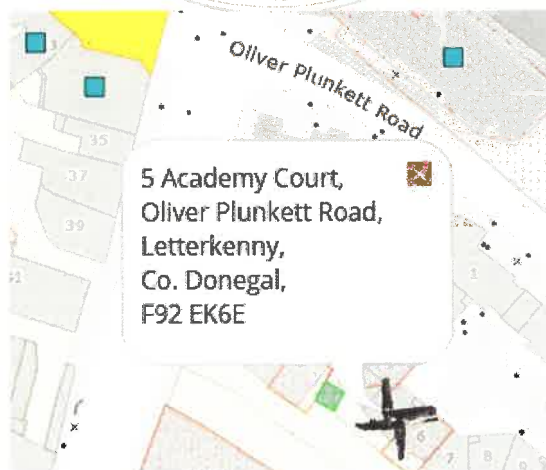 Oliver Plunkett Road
35
37
39
5 Academy Court,
Oliver Plunkett Road,
Letterkenny,
Co. Donegal,
F92 EK6E
1
6
7
8